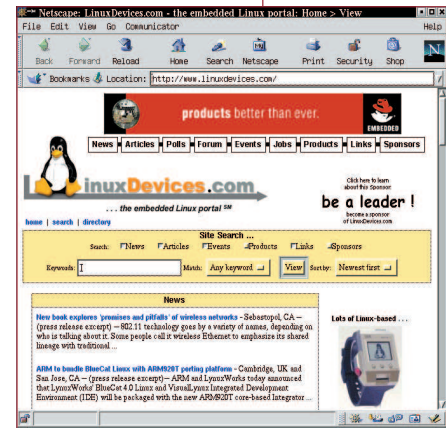 Netscape: LinuxDevices.com - the embedded Linux portal: Home > View
File Edit View Go Communicator Help
Back Forward Reload Home Search Netscape Print Security Shop
N
Bookmarks Location: http://www.linuxdevices.com/
products better than ever.
EMBEDDED
News Articles Polls Forum Events Jobs Products Links Sponsors
LinuxDevices.com
... the embedded Linux portal SM
Click here to learn
about this Sponsor
be a leader !
become a sponsor
of LinuxDevices.com
home | search | directory
Site Search ...
Search: News Articles Events Products Links Sponsors
Keywords: Match: Any keyword View Sort by: Newest first
News
New book explores 'promises and pitfalls' of wireless networks - Sebastopol, CA --
(press release excerpt) -- 802.11 technology goes by a variety of names, depending on
who is talking about it. Some people call it wireless Ethernet to emphasize its shared
lineage with traditional ...
ARM to bundle BlueCat Linux with ARM920T porting platform - Cambridge, UK and
San Jose, CA -- (press release excerpt)-- ARM and LynuxWorks today announced
that LynuxWorks' BlueCat 4.0 Linux and VisualLynux Integrated Development
Environment (IDE) will be packaged with the new ARM920T core-based Integrator ...
Lots of Linux-based ...